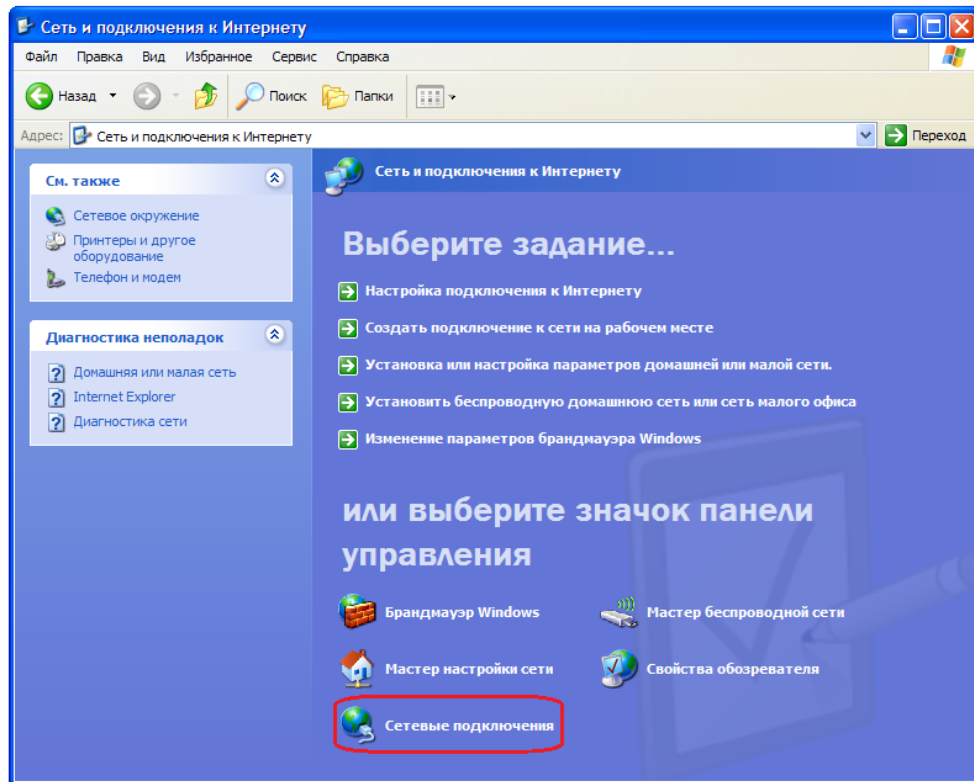 Сеть и подключения к Интернету
Файл Правка Вид Избранное Сервис Справка
Назад Поиск Папки
Адрес: Сеть и подключения к Интернету Переход
См. также
Сетевое окружение
Принтеры и другое
оборудование
Телефон и модем
Диагностика неполадок
Домашняя или малая сеть
Internet Explorer
Диагностика сети
Сеть и подключения к Интернету
Выберите задание...
Настройка подключения к Интернету
Создать подключение к сети на рабочем месте
Установка или настройка параметров домашней или малой сети.
Установить беспроводную домашнюю сеть или сеть малого офиса
Изменение параметров брандмауэра Windows
или выберите значок панели
управления
Брандмауэр Windows
Мастер беспроводной сети
Мастер настройки сети
Свойства обозревателя
Сетевые подключения